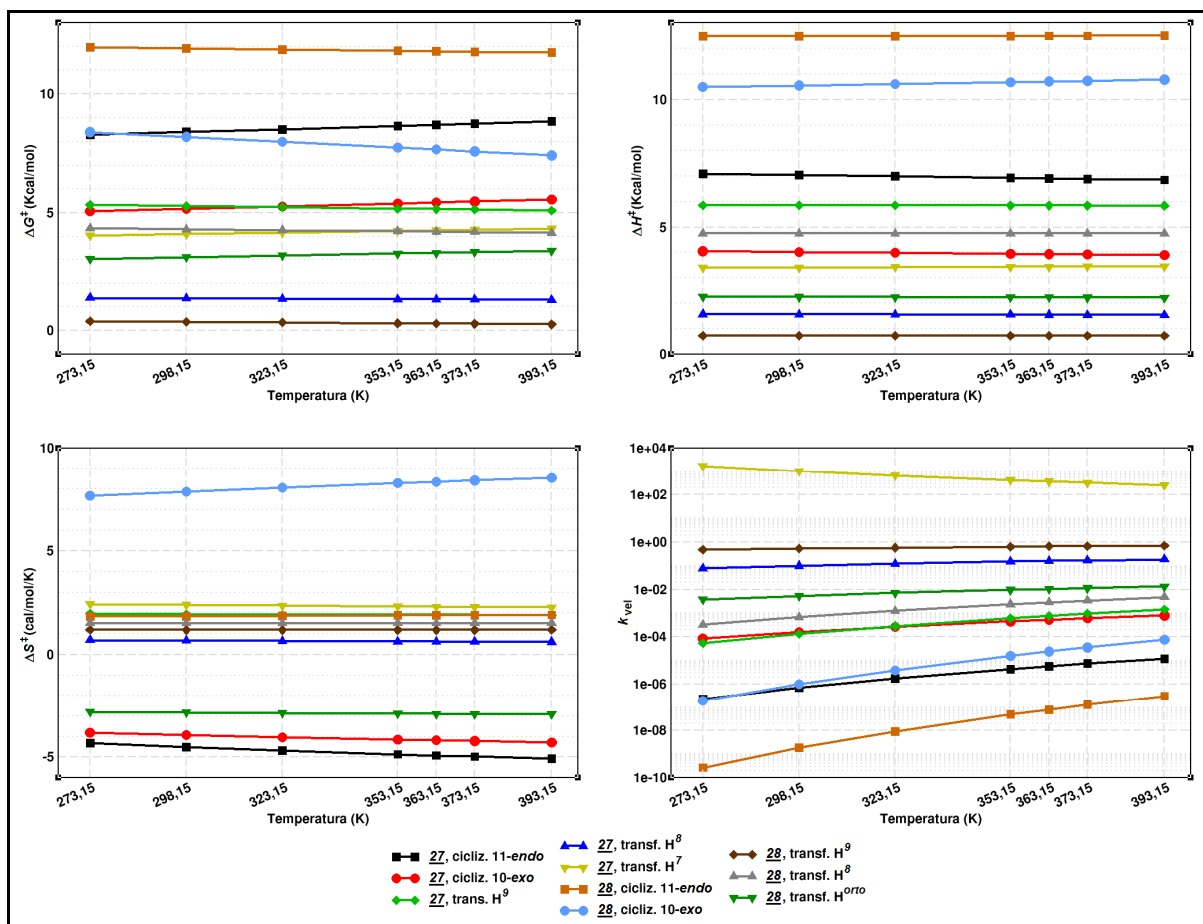 10
5
0
ΔG‡ (Kcal/mol)
273,15
298,15
323,15
353,15
363,15
373,15
393,15
Temperatura (K)
10
5
0
ΔH‡ (Kcal/mol)
273,15
298,15
323,15
353,15
363,15
373,15
393,15
Temperatura (K)
10
5
0
-5
ΔS‡ (cal/mol/K)
273,15
298,15
323,15
353,15
363,15
373,15
393,15
Temperatura (K)
1e+04
1e+02
1e+00
1e-02
1e-04
1e-06
1e-08
1e-10
k vel
273,15
298,15
323,15
353,15
363,15
373,15
393,15
Temperatura (K)
27, cicliz. 11-endo
27, cicliz. 10-exo
27, trans. H9
27, transf. H8
27, transf. H7
28, cicliz. 11-endo
28, cicliz. 10-exo
28, transf. H9
28, transf. H8
28, transf. Horto